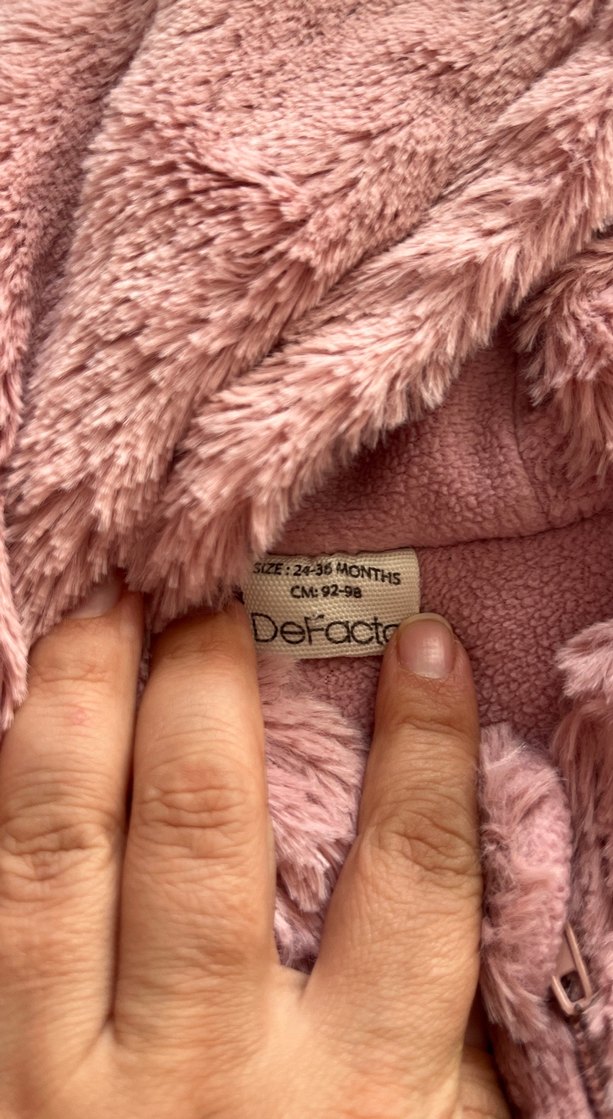 SIZE : 24-36 MONTHS
CM: 92-98
DeFacto